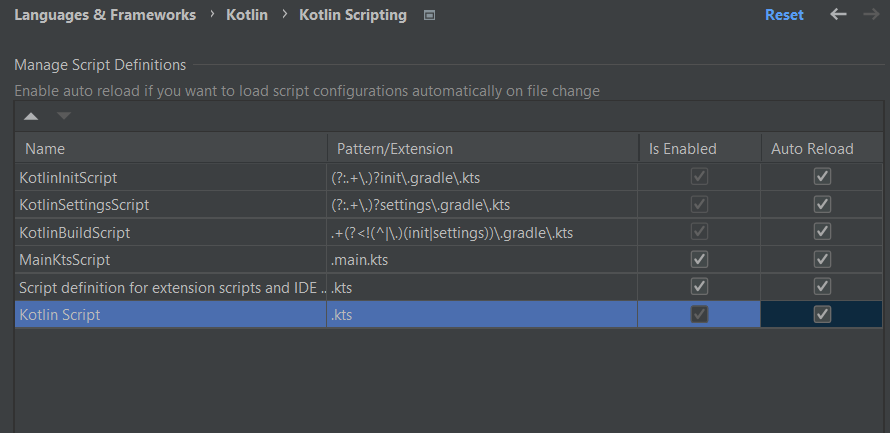 Languages & Frameworks › Kotlin › Kotlin Scripting Reset
Manage Script Definitions
Enable auto reload if you want to load script configurations automatically on file change
Name Pattern/Extension Is Enabled Auto Reload
KotlinInitScript (?:.+\.)?init\.gradle\.kts
KotlinSettingsScript (?:.+\.)?settings\.gradle\.kts
KotlinBuildScript .+(?<!(^|\.)(init|settings))\.gradle\.kts
MainKtsScript .main.kts
Script definition for extension scripts and IDE .. .kts
Kotlin Script .kts